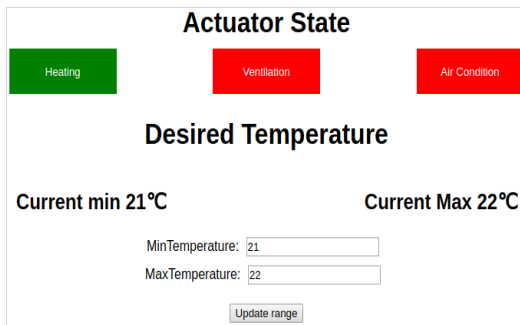 Actuator State
Heating Ventilation Air Condition
Desired Temperature
Current min 21℃ Current Max 22℃
MinTemperature: 21
MaxTemperature: 22
Update range